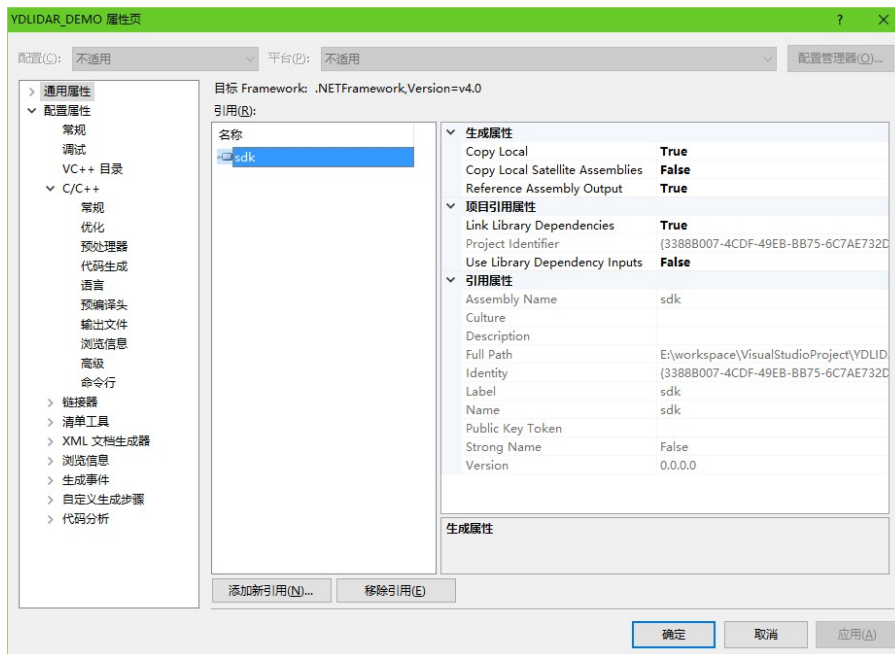 YDLIDAR_DEMO 属性页
? ×
配置(C): 不适用 平台(P): 不适用 配置管理器(O)...
通用属性
配置属性
常规
调试
VC++ 目录
C/C++
常规
优化
预处理器
代码生成
语言
预编译头
输出文件
浏览信息
高级
命令行
链接器
清单工具
XML 文档生成器
浏览信息
生成事件
自定义生成步骤
代码分析
目标 Framework: .NETFramework,Version=v4.0
引用(R):
名称
sdk
生成属性
Copy Local True
Copy Local Satellite Assemblies False
Reference Assembly Output True
项目引用属性
Link Library Dependencies True
Project Identifier {3388B007-4CDF-49EB-BB75-6C7AE732D
Use Library Dependency Inputs False
引用属性
Assembly Name sdk
Culture
Description
Full Path E:\workspace\VisualStudioProject\YDLID
Identity {3388B007-4CDF-49EB-BB75-6C7AE732D
Label sdk
Name sdk
Public Key Token
Strong Name False
Version 0.0.0.0
生成属性
添加新引用(N)... 移除引用(E)
确定 取消 应用(A)